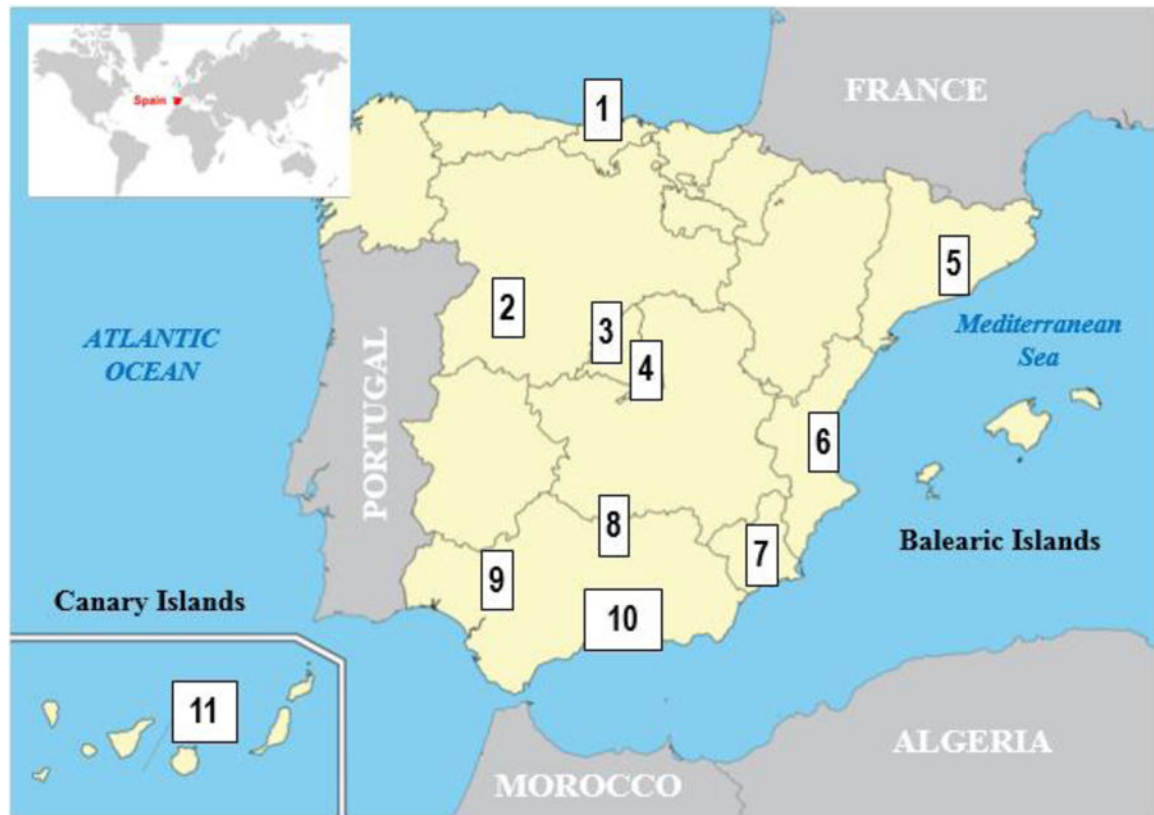 Spain
FRANCE
1
5
2
3
4
ATLANTIC
OCEAN
Mediterranean
Sea
PORTUGAL
6
8
7
9
10
Balearic Islands
Canary Islands
11
MOROCCO
ALGERIA